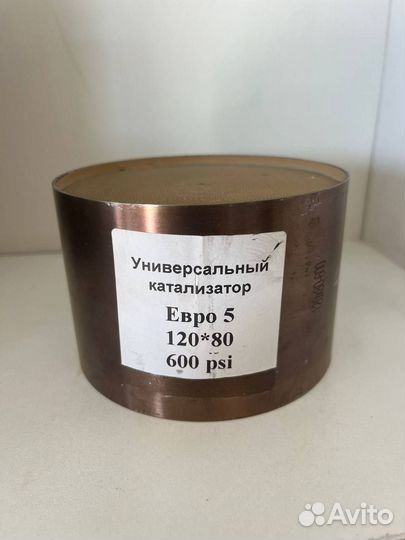 Универсальный
катализатор
Евро 5
120*80
600 psi
Avito